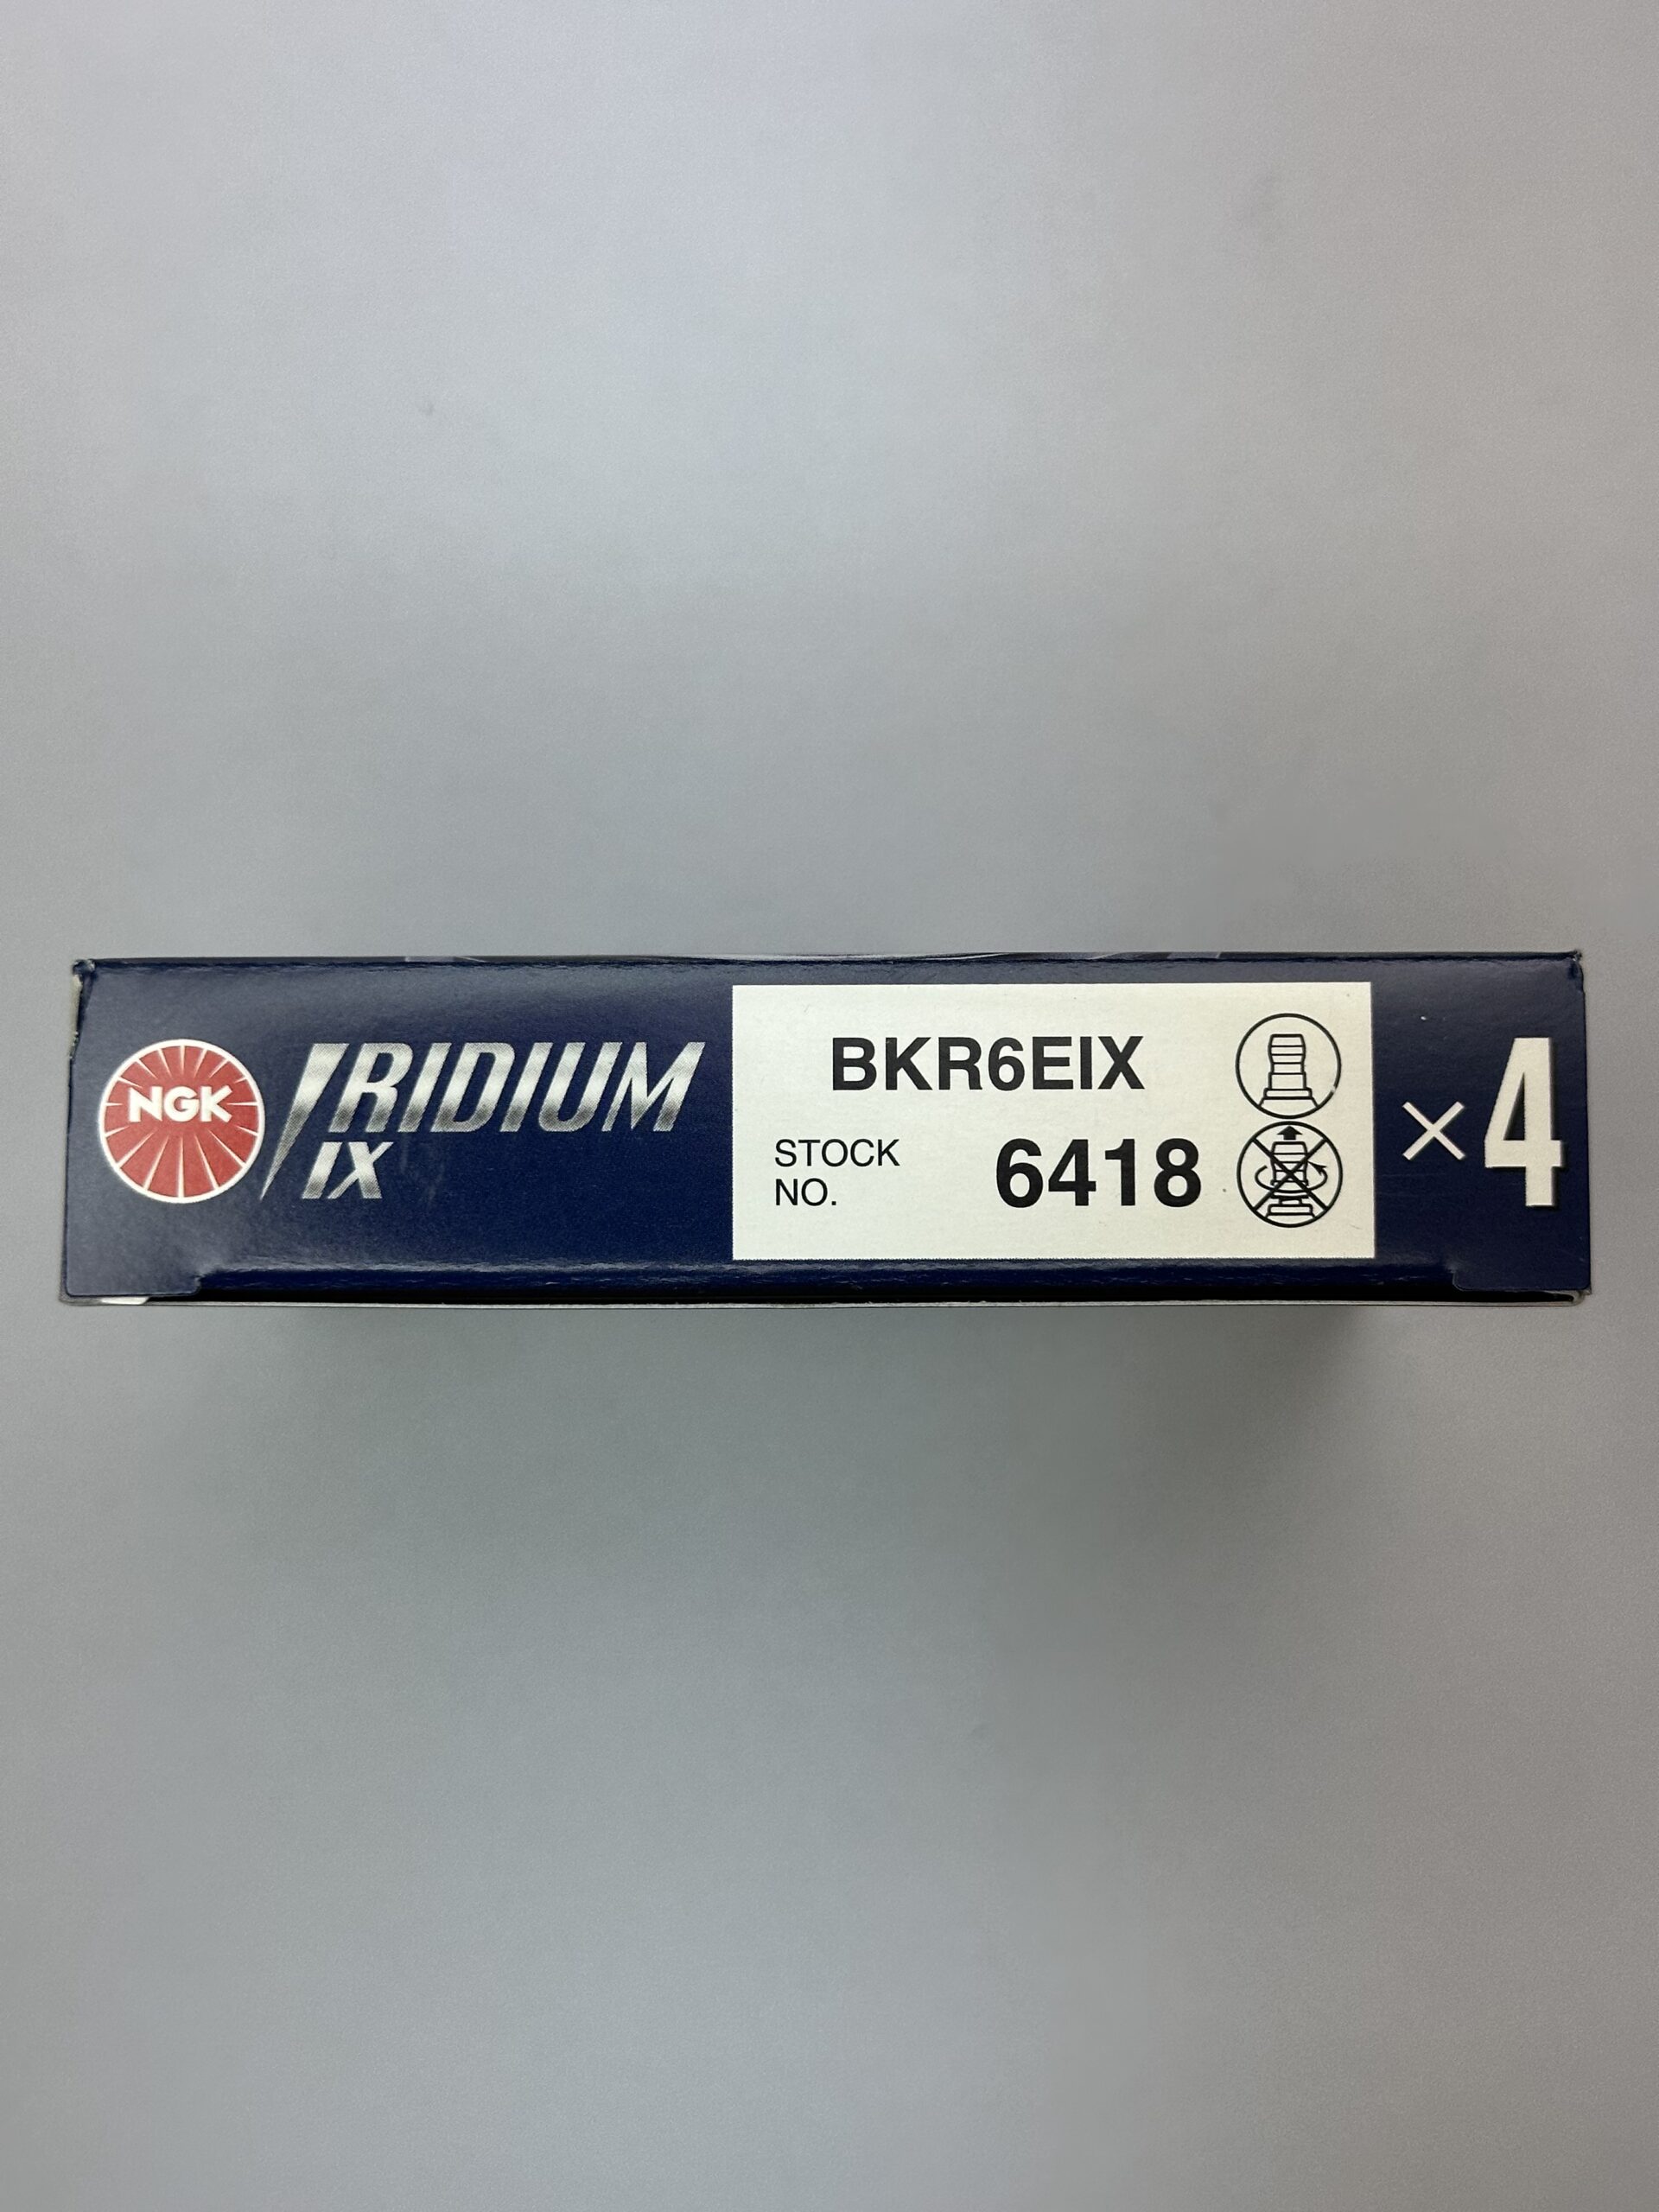 NGK
IRIDIUM
IX
BKR6EIX
STOCK
NO.
6418
×4